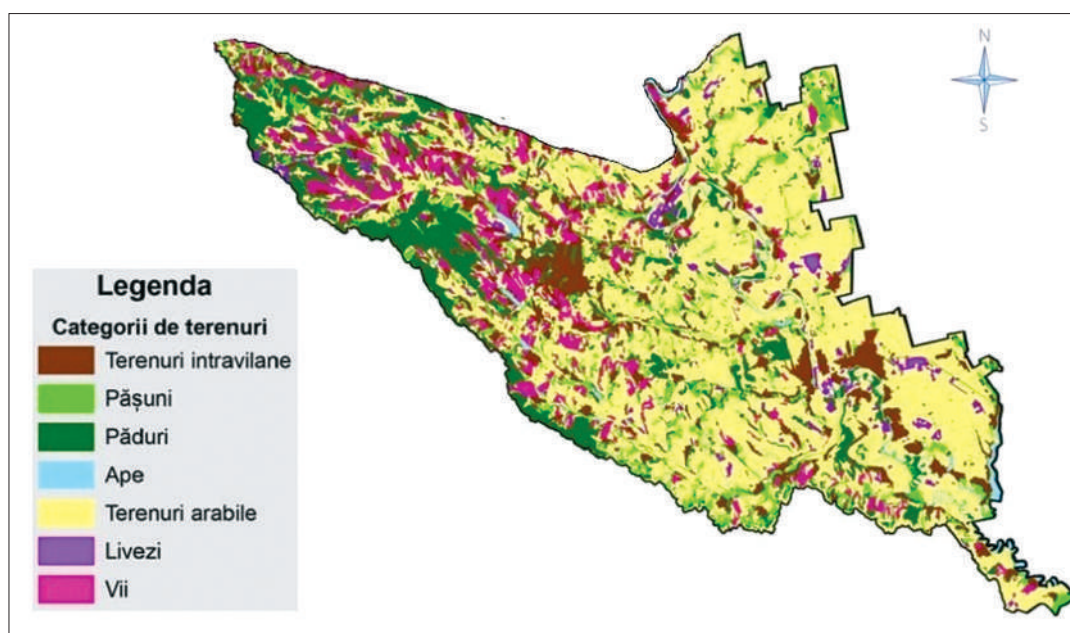 N
S
Legenda
Categorii de terenuri
Terenuri intravilane
Pășuni
Păduri
Ape
Terenuri arabile
Livezi
Vii